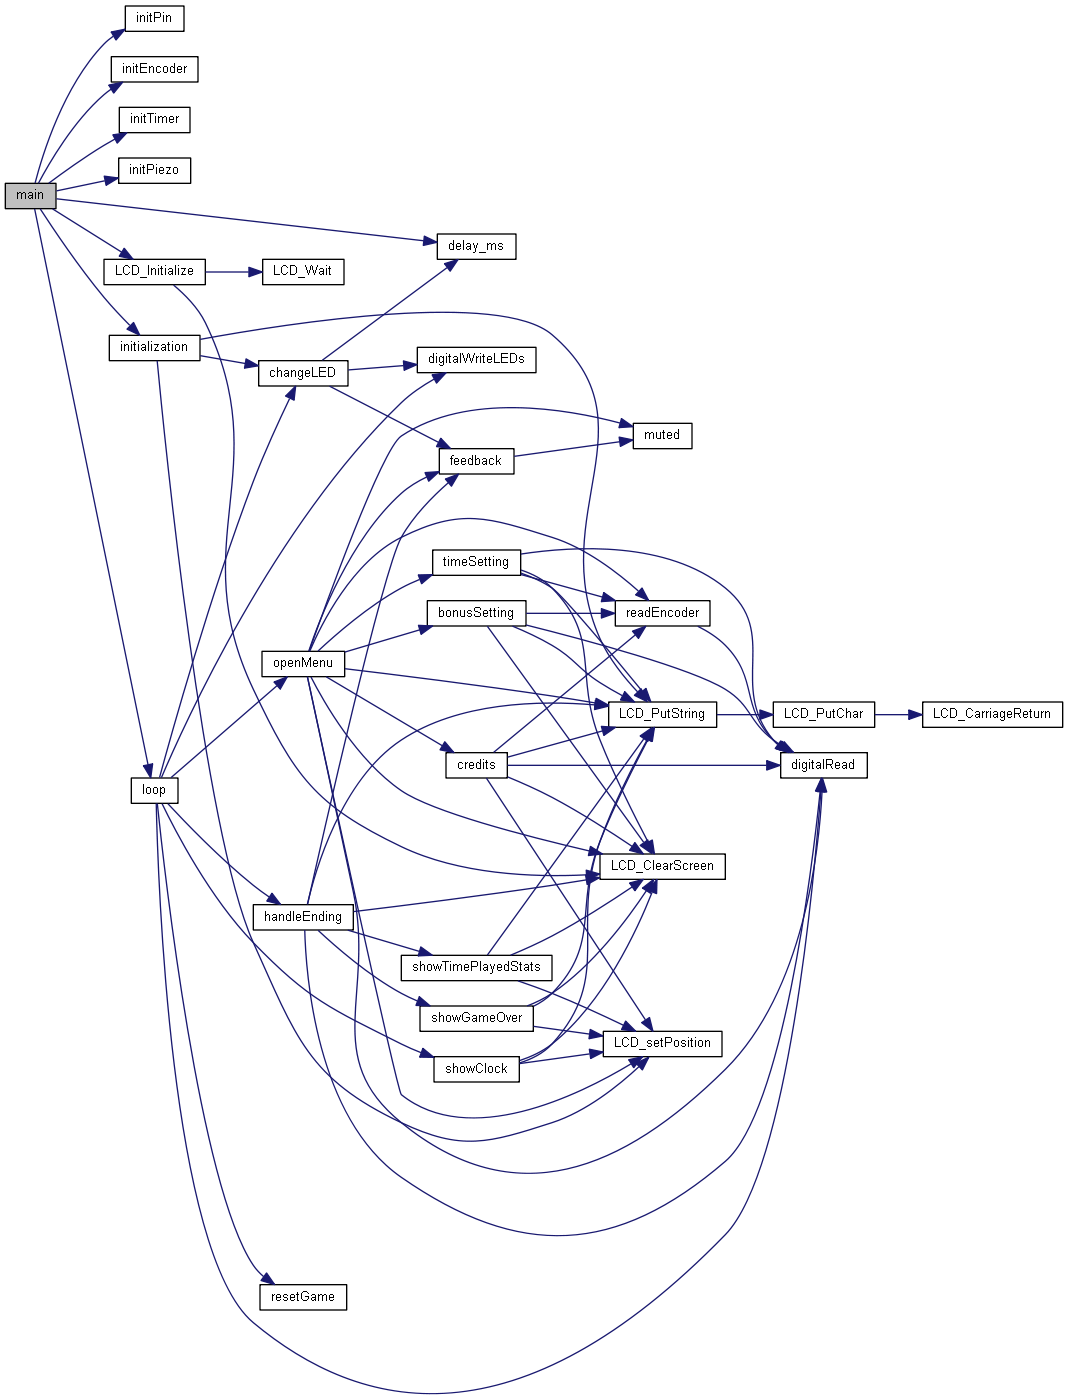 initPin
initEncoder
initTimer
initPiezo
main
delay_ms
LCD_Initialize
LCD_Wait
initialization
digitalWriteLEDs
changeLED
muted
feedback
timeSetting
bonusSetting
readEncoder
openMenu
LCD_PutString
LCD_PutChar
LCD_CarriageReturn
credits
digitalRead
loop
LCD_ClearScreen
handleEnding
showTimePlayedStats
showGameOver
LCD_setPosition
showClock
resetGame